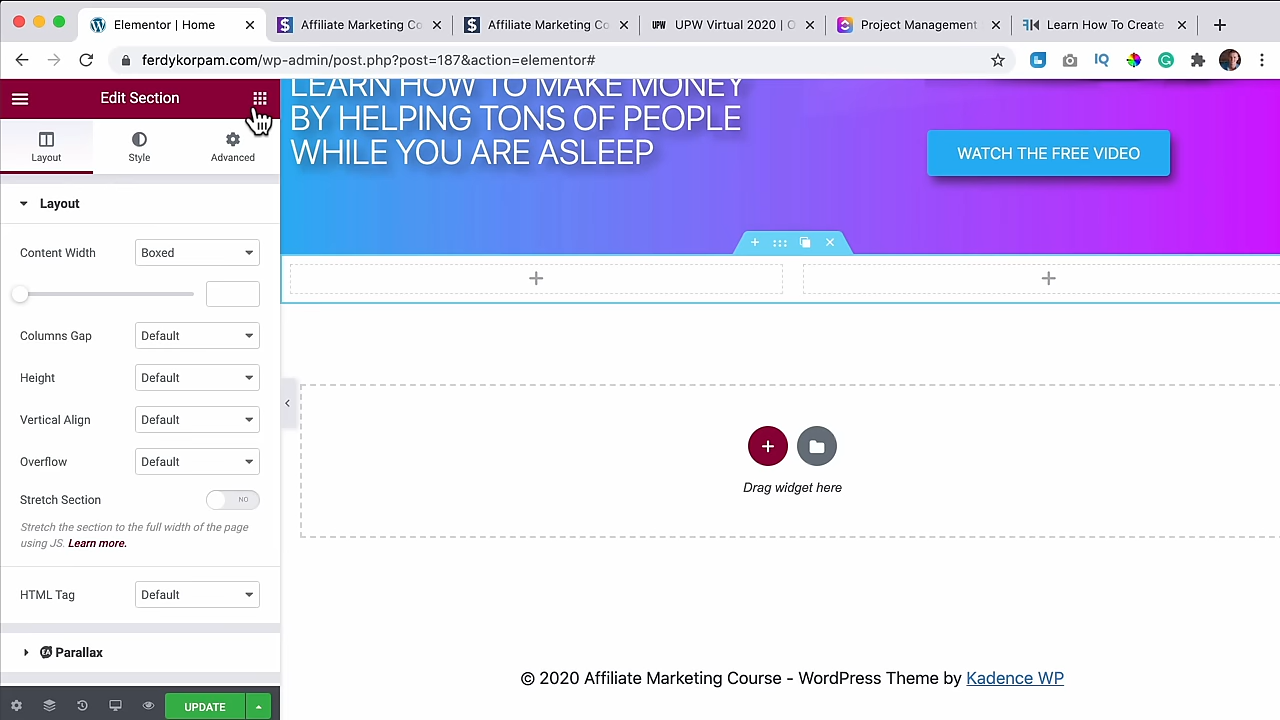 Elementor | Home
Affiliate Marketing Co
Affiliate Marketing Co
UPW Virtual 2020 | O
Project Management
Learn How To Create
ferdykorpam.com/wp-admin/post.php?post=187&action=elementor#
Edit Section
Layout
Style
Advanced
Layout
Content Width
Boxed
Columns Gap
Default
Height
Default
Vertical Align
Default
Overflow
Default
Stretch Section
NO
Stretch the section to the full width of the page
using JS. Learn more.
HTML Tag
Default
Parallax
UPDATE
LEARN HOW TO MAKE MONEY
BY HELPING TONS OF PEOPLE
WHILE YOU ARE ASLEEP
WATCH THE FREE VIDEO
Drag widget here
© 2020 Affiliate Marketing Course - WordPress Theme by Kadence WP